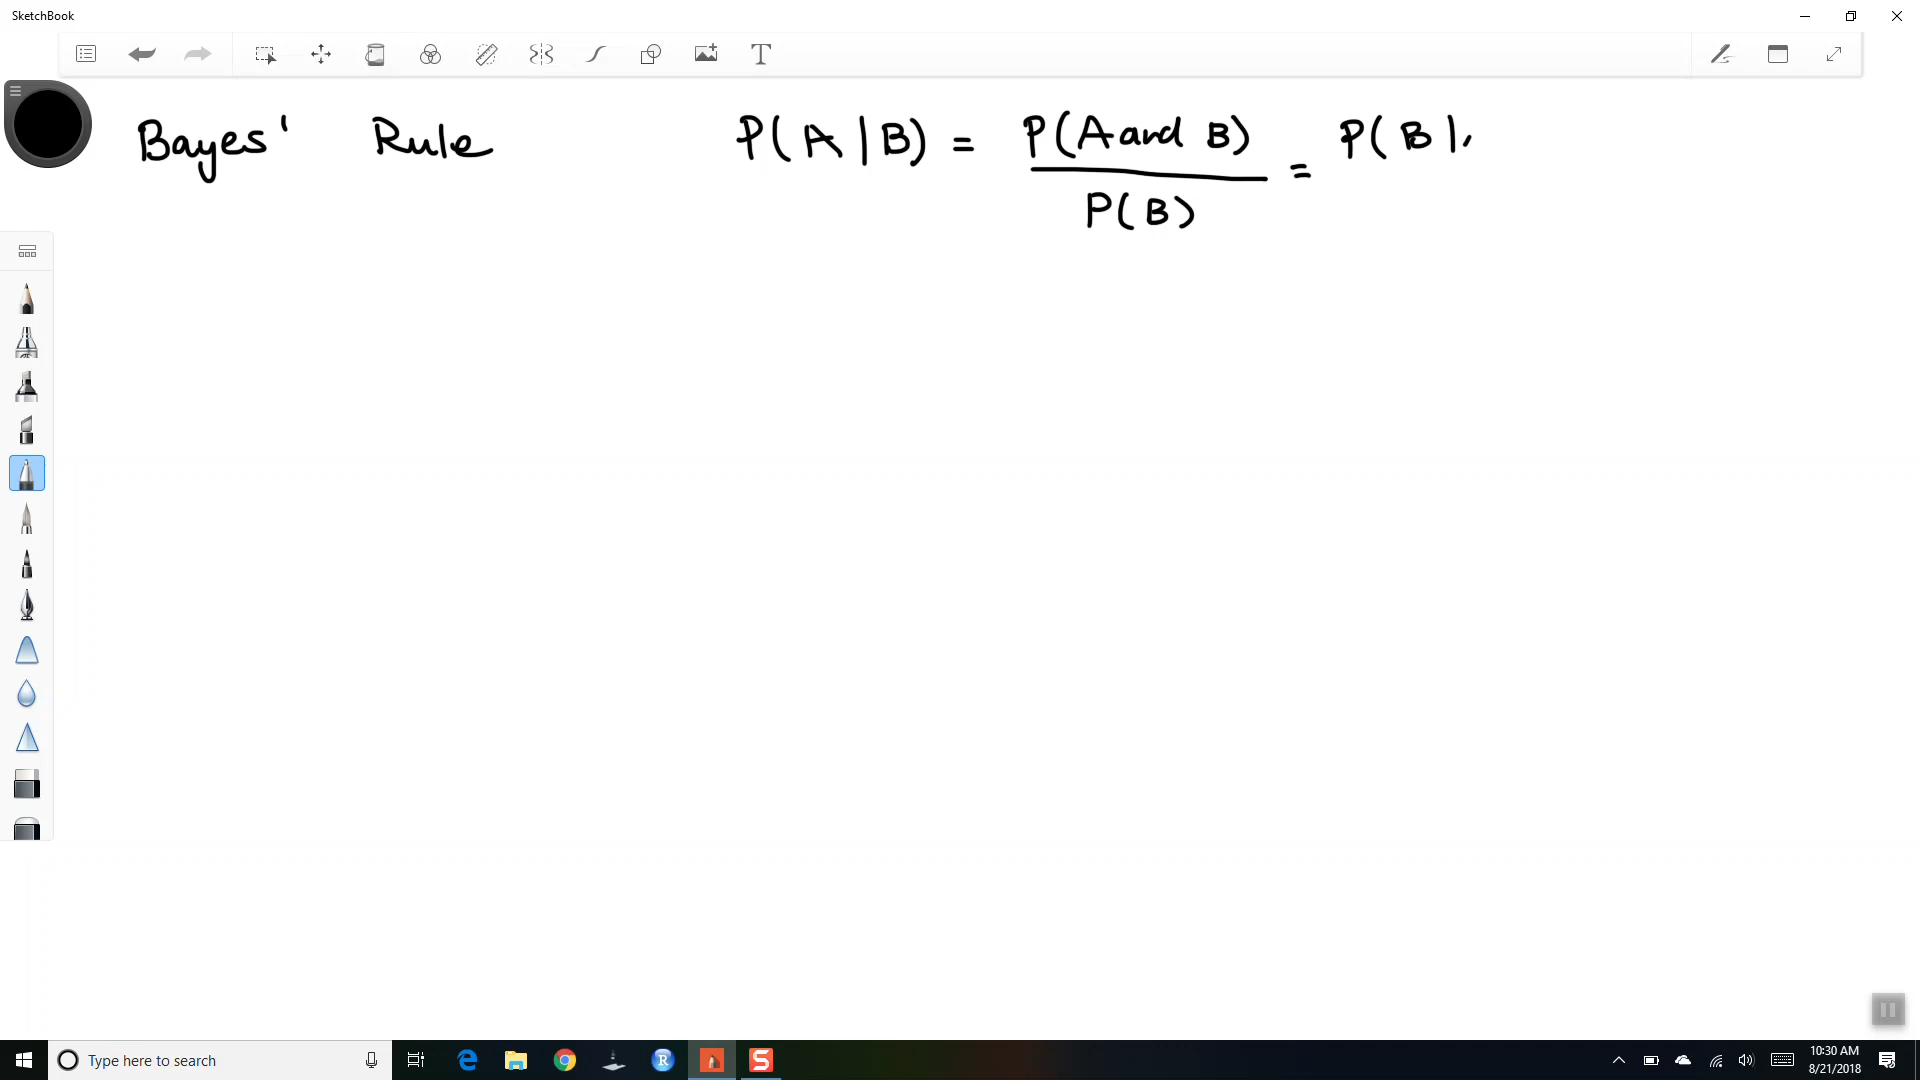 SketchBook
T
Bayes' Rule P(A|B) = P(A and B) = P(B|
P(B)
Type here to search
R
S
10:30 AM
8/21/2018